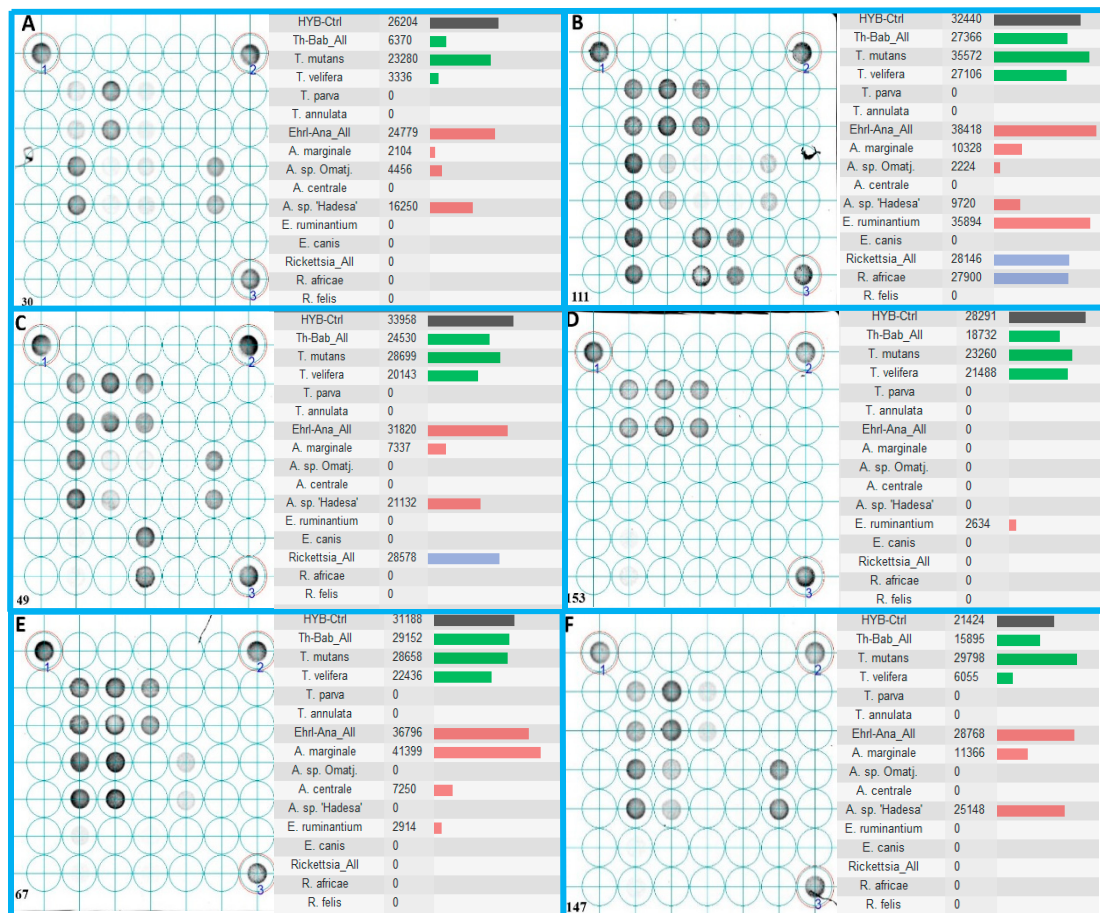 A
1
2
3
30
HYB-Ctrl 26204
Th-Bab_All 6370
T. mutans 23280
T. velifera 3336
T. parva 0
T. annulata 0
Ehrl-Ana_All 24779
A. marginale 2104
A. sp. Omatj. 4456
A. centrale 0
A. sp. 'Hadesa' 16250
E. ruminantium 0
E. canis 0
Rickettsia_All 0
R. africae 0
R. felis 0
B
1
2
3
111
HYB-Ctrl 32440
Th-Bab_All 27366
T. mutans 35572
T. velifera 27106
T. parva 0
T. annulata 0
Ehrl-Ana_All 38418
A. marginale 10328
A. sp. Omatj. 2224
A. centrale 0
A. sp. 'Hadesa' 9720
E. ruminantium 35894
E. canis 0
Rickettsia_All 28146
R. africae 27900
R. felis 0
C
1
2
3
49
HYB-Ctrl 33958
Th-Bab_All 24530
T. mutans 28699
T. velifera 20143
T. parva 0
T. annulata 0
Ehrl-Ana_All 31820
A. marginale 7337
A. sp. Omatj. 0
A. centrale 0
A. sp. 'Hadesa' 21132
E. ruminantium 0
E. canis 0
Rickettsia_All 28578
R. africae 0
R. felis 0
D
1
2
3
153
HYB-Ctrl 28291
Th-Bab_All 18732
T. mutans 23260
T. velifera 21488
T. parva 0
T. annulata 0
Ehrl-Ana_All 0
A. marginale 0
A. sp. Omatj. 0
A. centrale 0
A. sp. 'Hadesa' 0
E. ruminantium 2634
E. canis 0
Rickettsia_All 0
R. africae 0
R. felis 0
E
1
2
3
67
HYB-Ctrl 31188
Th-Bab_All 29152
T. mutans 28658
T. velifera 22436
T. parva 0
T. annulata 0
Ehrl-Ana_All 36796
A. marginale 41399
A. sp. Omatj. 0
A. centrale 7250
A. sp. 'Hadesa' 0
E. ruminantium 2914
E. canis 0
Rickettsia_All 0
R. africae 0
R. felis 0
F
1
2
3
147
HYB-Ctrl 21424
Th-Bab_All 15895
T. mutans 29798
T. velifera 6055
T. parva 0
T. annulata 0
Ehrl-Ana_All 28768
A. marginale 11366
A. sp. Omatj. 0
A. centrale 0
A. sp. 'Hadesa' 25148
E. ruminantium 0
E. canis 0
Rickettsia_All 0
R. africae 0
R. felis 0